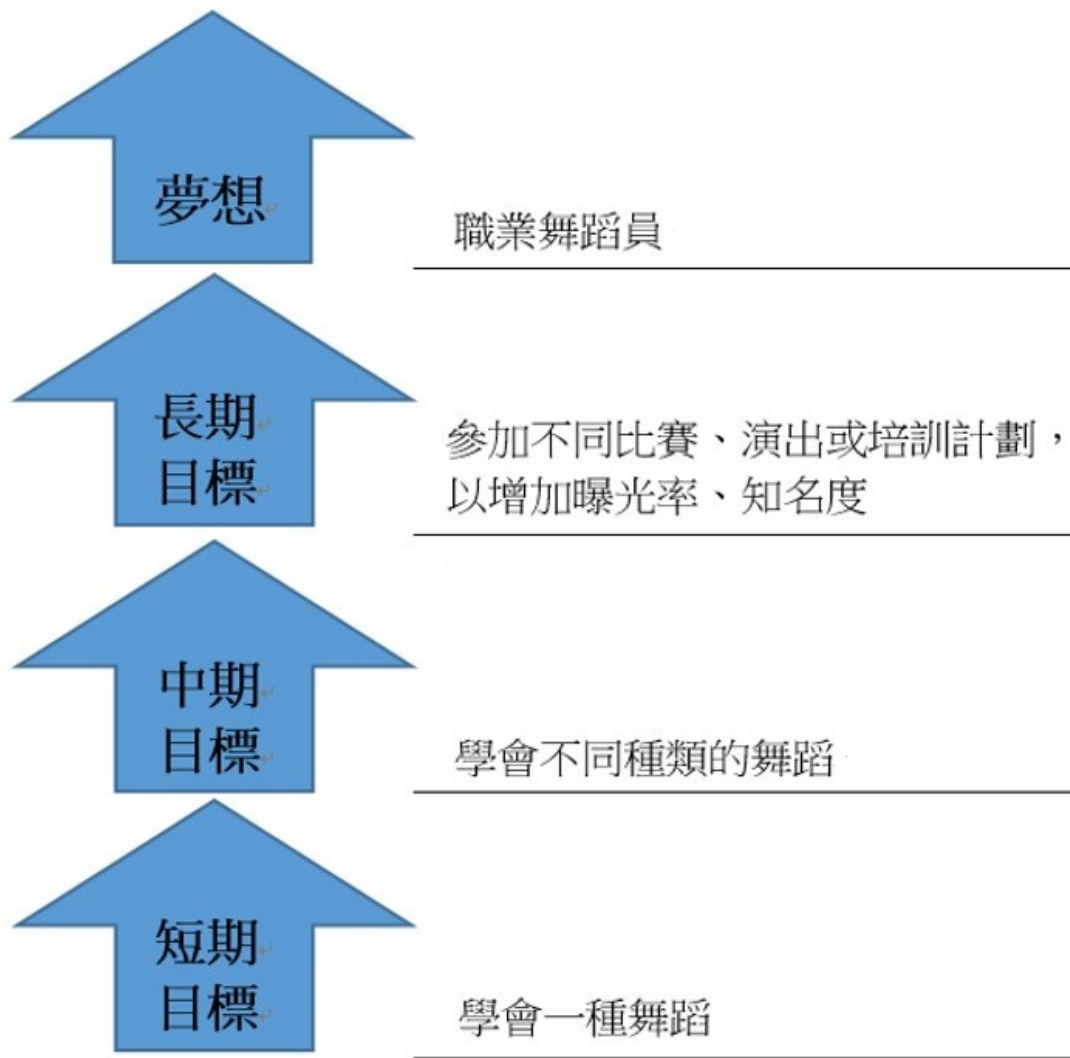 夢想
職業舞蹈員
長期
目標
參加不同比賽、演出或培訓計劃，
以增加曝光率、知名度
中期
目標
學會不同種類的舞蹈
短期
目標
學會一種舞蹈